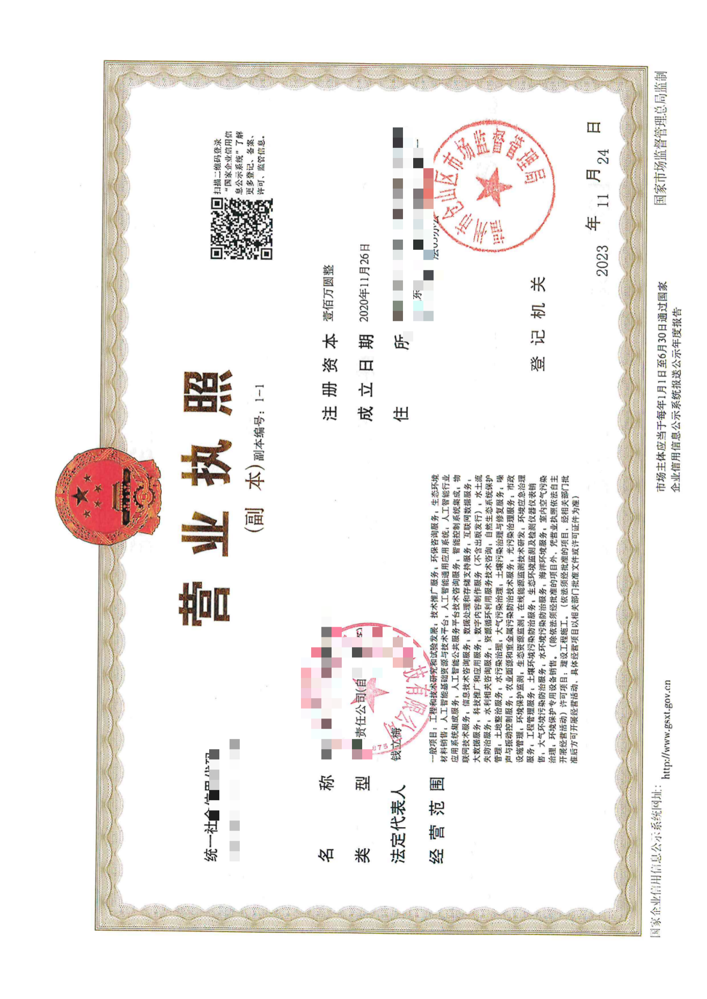 统一社
营业执照
(副 本)副本编号：1-1
扫描二维码登录
“国家企业信用信
息公示系统”了解
更多登记、备案、
许可、监管信息。
名 称
类 型 责任公司(自
法定代表人 钱立梅
经营范围 一般项目：工程和技术研究和试验发展；技术推广服务；环保咨询服务；生态环境
材料销售；人工智能基础资源与技术平台；人工智能通用应用系统；人工智能行业
应用系统集成服务；人工智能公共服务平台技术咨询服务；智能控制系统集成；物
联网技术服务；信息技术咨询服务；数据处理和存储支持服务；互联网数据服务；
大数据服务；科技推广和应用服务；数字内容制作服务（不含出版发行）；水土流
失防治服务；水利相关咨询服务；资源循环利用服务技术咨询；自然生态系统保护
管理；土地整治服务；水污染治理；大气污染治理；土壤污染治理与修复服务；噪
声与振动控制服务；农业面源和重金属污染防治技术服务；光污染治理服务；市政
设施管理；环境保护监测；生态资源监测；在线能源监测技术研发；环境应急治理
服务；工程管理服务；土壤环境污染防治服务；生态环境监测及检测仪器仪表销
售；大气环境污染防治服务；水环境污染防治服务；海洋环境服务；室内空气污染
治理；环境保护专用设备销售。（除依法须经批准的项目外，凭营业执照依法自主
开展经营活动）许可项目：建设工程施工。（依法须经批准的项目，经相关部门批
准后方可开展经营活动，具体经营项目以相关部门批准文件或许可证件为准）
技有限公司
875
注册资本 壹佰万圆整
成立日期 2020年11月26日
住 所
东
层05办公
登记机关
福州市仓山区市场监督管理局
2023 年 11 月 24 日
国家企业信用信息公示系统网址：
http://www.gsxt.gov.cn
市场主体应当于每年1月1日至6月30日通过国家
企业信用信息公示系统报送公示年度报告
国家市场监督管理总局监制